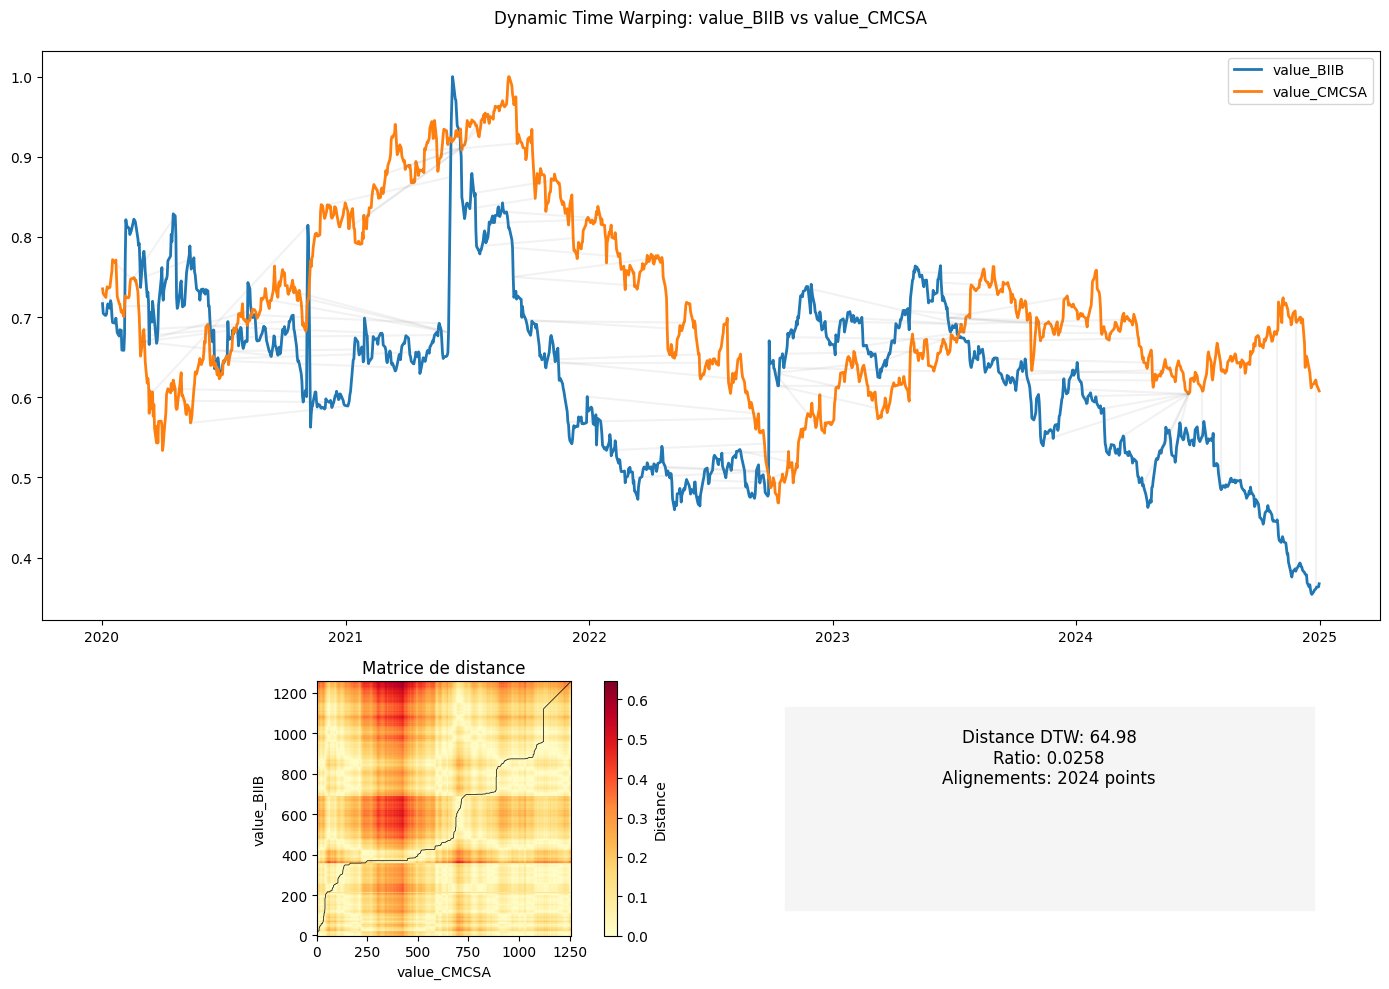 Dynamic Time Warping: value_BIIB vs value_CMCSA
value_BIIB
value_CMCSA
1.0
0.9
0.8
0.7
0.6
0.5
0.4
2020 2021 2022 2023 2024 2025
Matrice de distance
value_BIIB
1200
1000
800
600
400
200
0
0 250 500 750 1000 1250
value_CMCSA
0.6
0.5
0.4
0.3
0.2
0.1
0.0
Distance
Distance DTW: 64.98
Ratio: 0.0258
Alignements: 2024 points